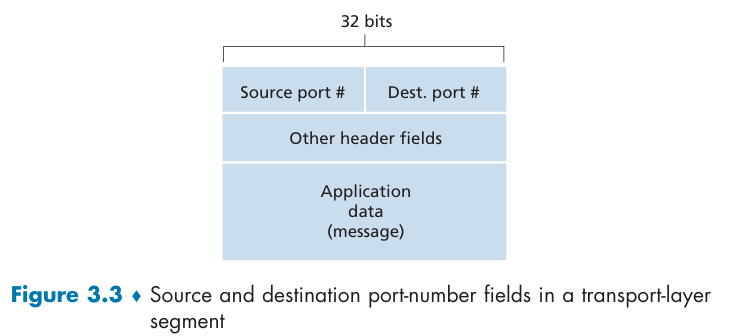 32 bits
Source port #
Dest. port #
Other header fields
Application
data
(message)
Figure 3.3 ♦ Source and destination port-number fields in a transport-layer
segment